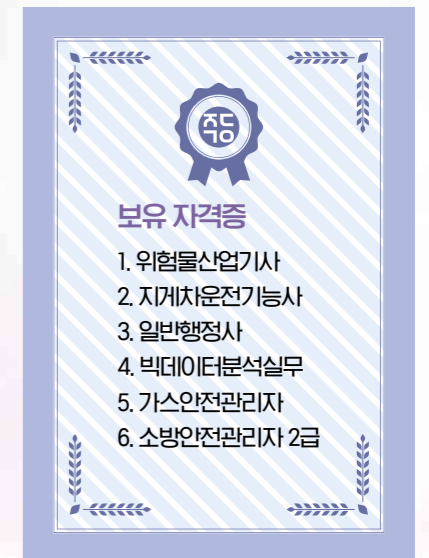 직능
보유 자격증
1. 위험물산업기사
2. 지게차운전기능사
3. 일반행정사
4. 빅데이터분석실무
5. 가스안전관리자
6. 소방안전관리자 2급